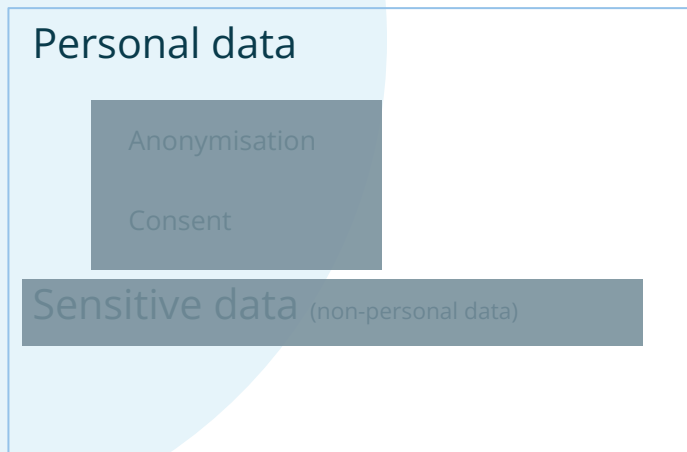 Personal data
Anonymisation
Consent
Sensitive data (non-personal data)